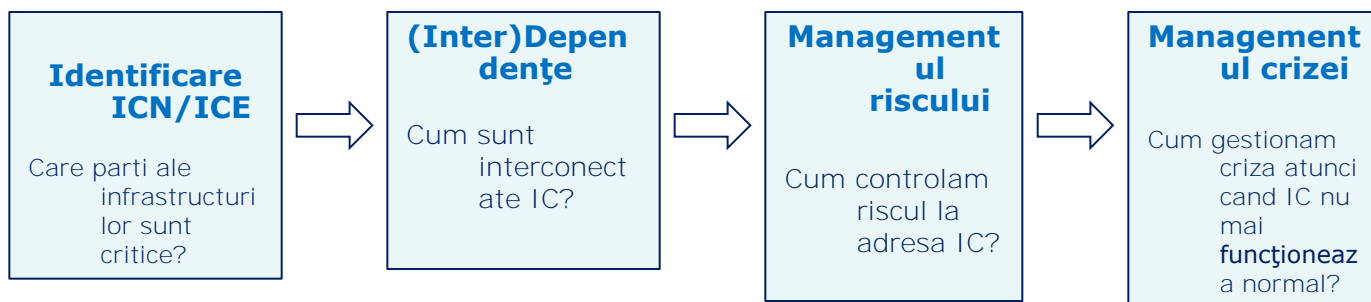 Identificare
ICN/ICE
Care parti ale
infrastructuri
lor sunt
critice?
(Inter)Depen
denţe
Cum sunt
interconect
ate IC?
Management
ul
riscului
Cum controlam
riscul la
adresa IC?
Management
ul crizei
Cum gestionam
criza atunci
cand IC nu
mai
funcţioneaz
a normal?